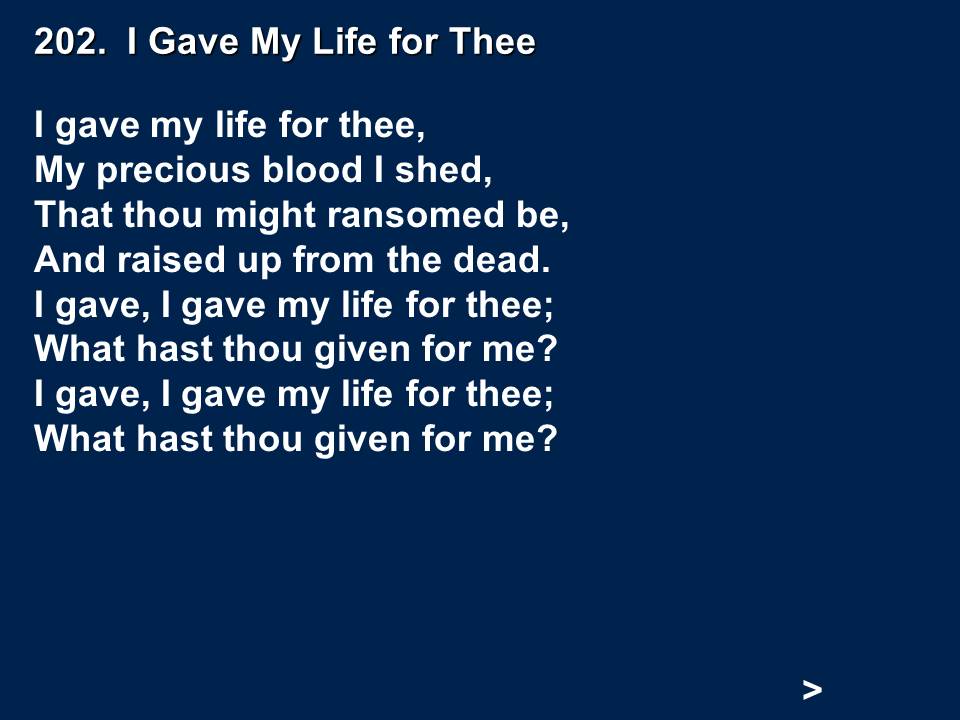 202.  I Gave My Life for Thee
I gave my life for thee,
My precious blood I shed,
That thou might ransomed be,
And raised up from the dead.
I gave, I gave my life for thee;
What hast thou given for me?
I gave, I gave my life for thee;
What hast thou given for me?
>